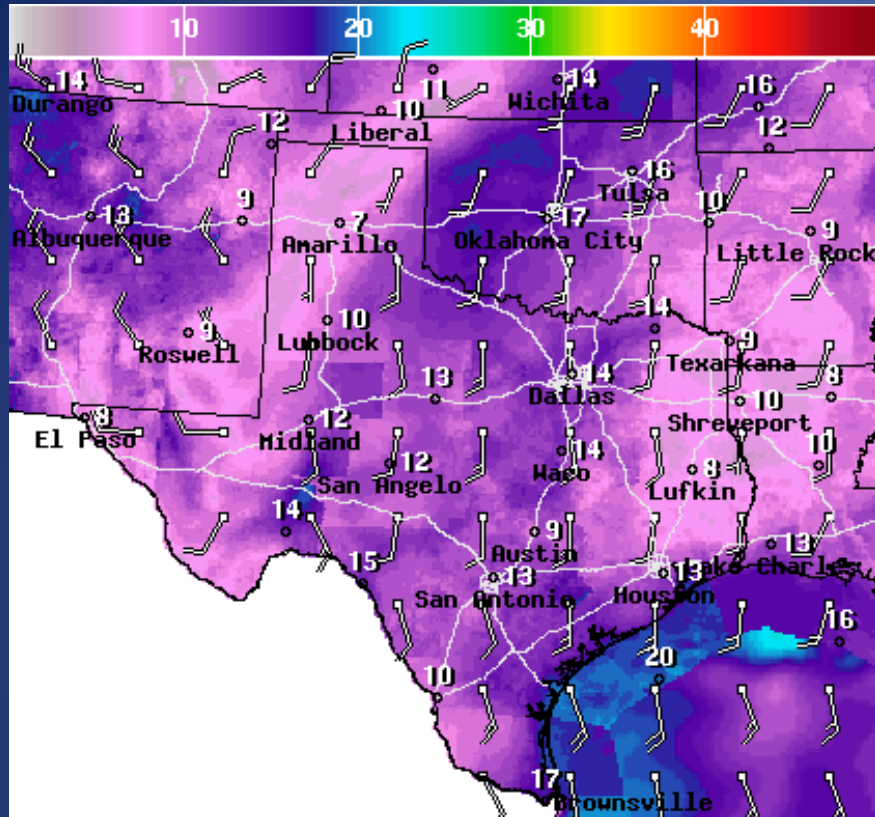 10 20 30 40
14 11 14 16
Durango Wichita
10
Liberal
12 12
16
Tulsa
13 9 7 17 10 9
Albuquerque Amarillo Oklahoma City Little Rock
10 14
9 Lubbock 9
Roswell Texarkana
13 14 8
Dallas
8 12 10
El Paso Midland Shreveport
12 14 8 10
San Angelo Waco Lufkin
14 9 13
Austin Lake Charles
15 13 13
San Antonio Houston
16
20
10
17
Brownsville